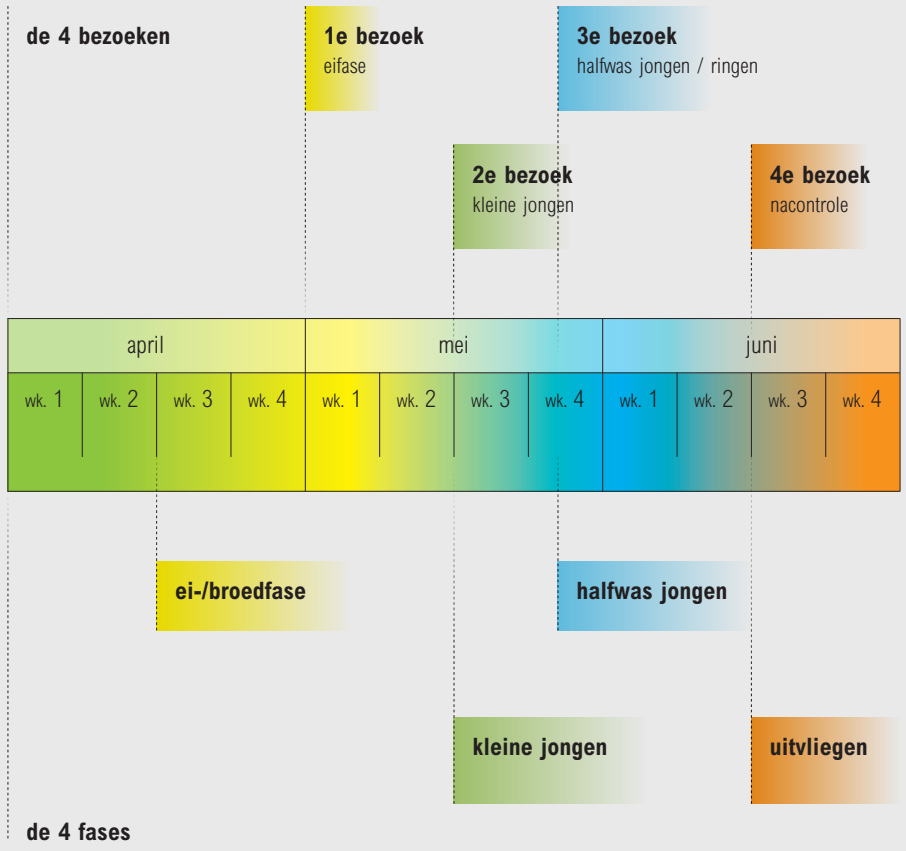 de 4 bezoeken
1e bezoek
eifase
3e bezoek
halfwas jongen / ringen
2e bezoek
kleine jongen
4e bezoek
nacontrole
april mei juni
wk. 1 wk. 2 wk. 3 wk. 4 wk. 1 wk. 2 wk. 3 wk. 4 wk. 1 wk. 2 wk. 3 wk. 4
ei-/broedfase
halfwas jongen
kleine jongen
uitvliegen
de 4 fases